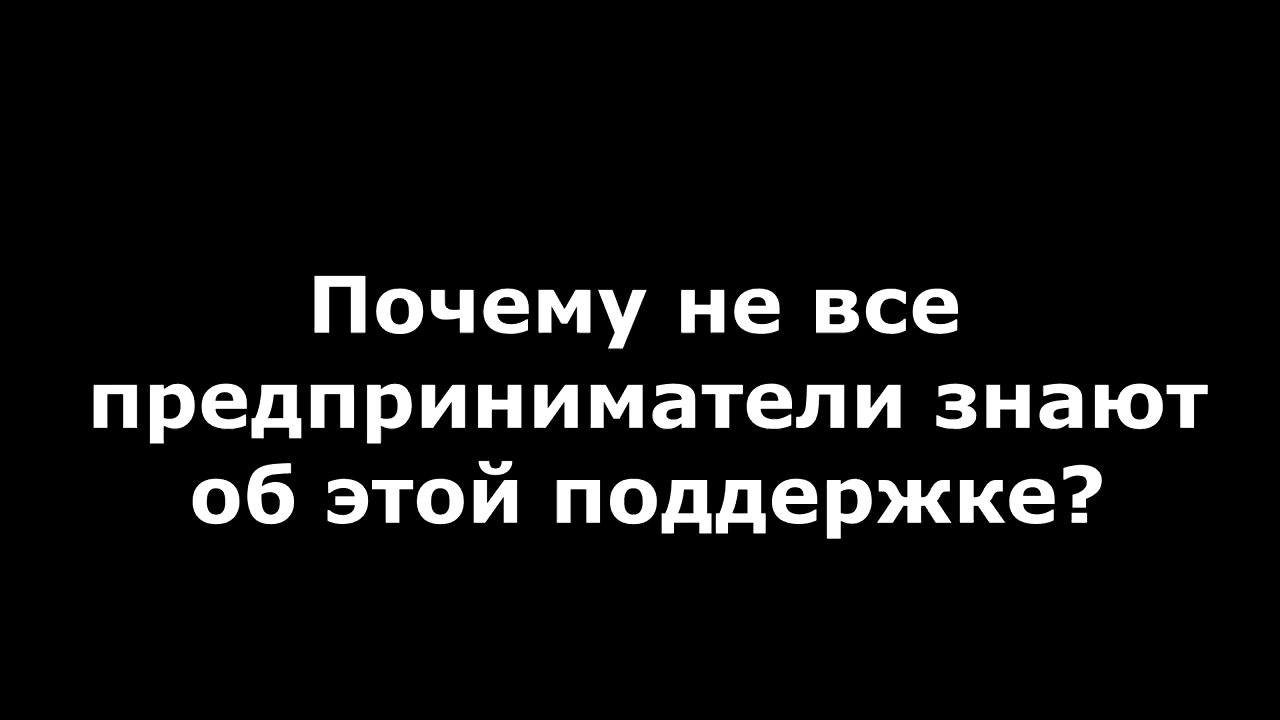 Почему не все
предприниматели знают
об этой поддержке?